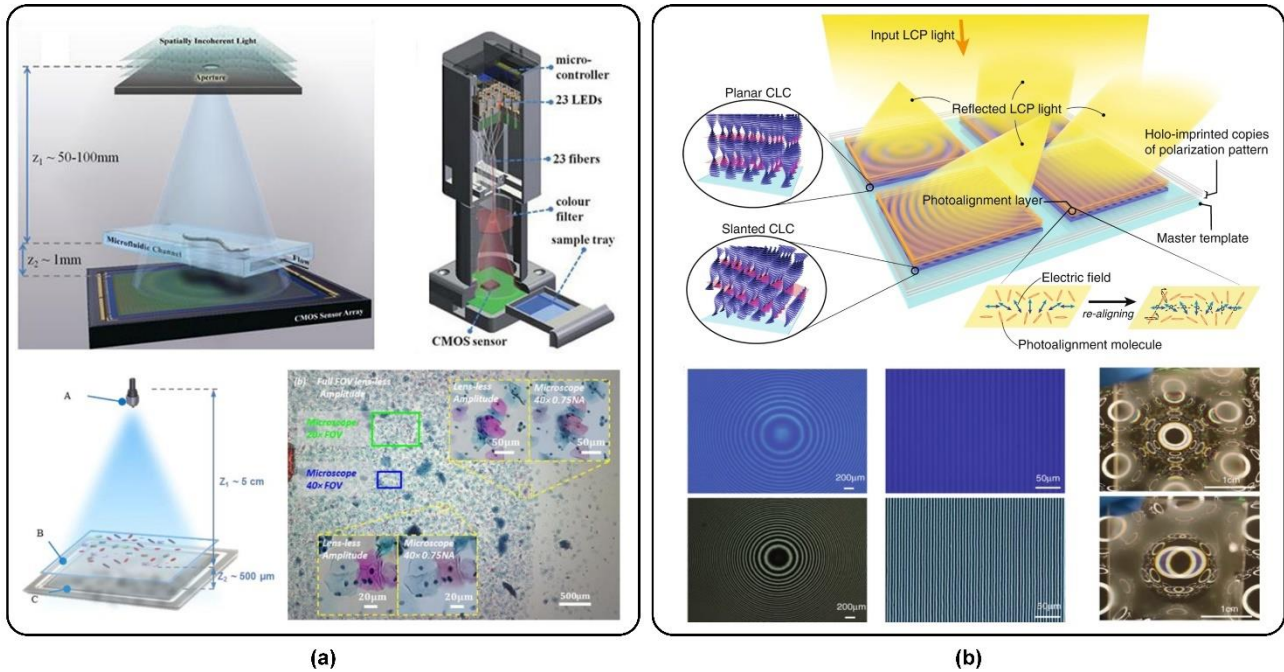 Spatially Incoherent Light
Aperture
z₁ ~ 50-100mm
Microfluidic Channel
Flow
z₂ ~ 1mm
CMOS Sensor Array
micro-
controller
23 LEDs
23 fibers
colour
filter
sample tray
CMOS sensor
A
Z₁ ~ 5 cm
B
Z₂ ~ 500 µm
C
(b) Full FOV lens-less
Amplitude
Microscope
20× FOV
Microscope
40× FOV
Lens-less
Amplitude
Microscope
40× 0.75NA
50µm
50µm
Lens-less
Amplitude
Microscope
40× 0.75NA
20µm
20µm
500µm
(a)
Input LCP light
Planar CLC
Reflected LCP light
Holo-imprinted copies
of polarization pattern
Photoalignment layer
Slanted CLC
Master template
Electric field
re-aligning
Photoalignment molecule
200µm
50µm
1cm
200µm
50µm
1cm
(b)